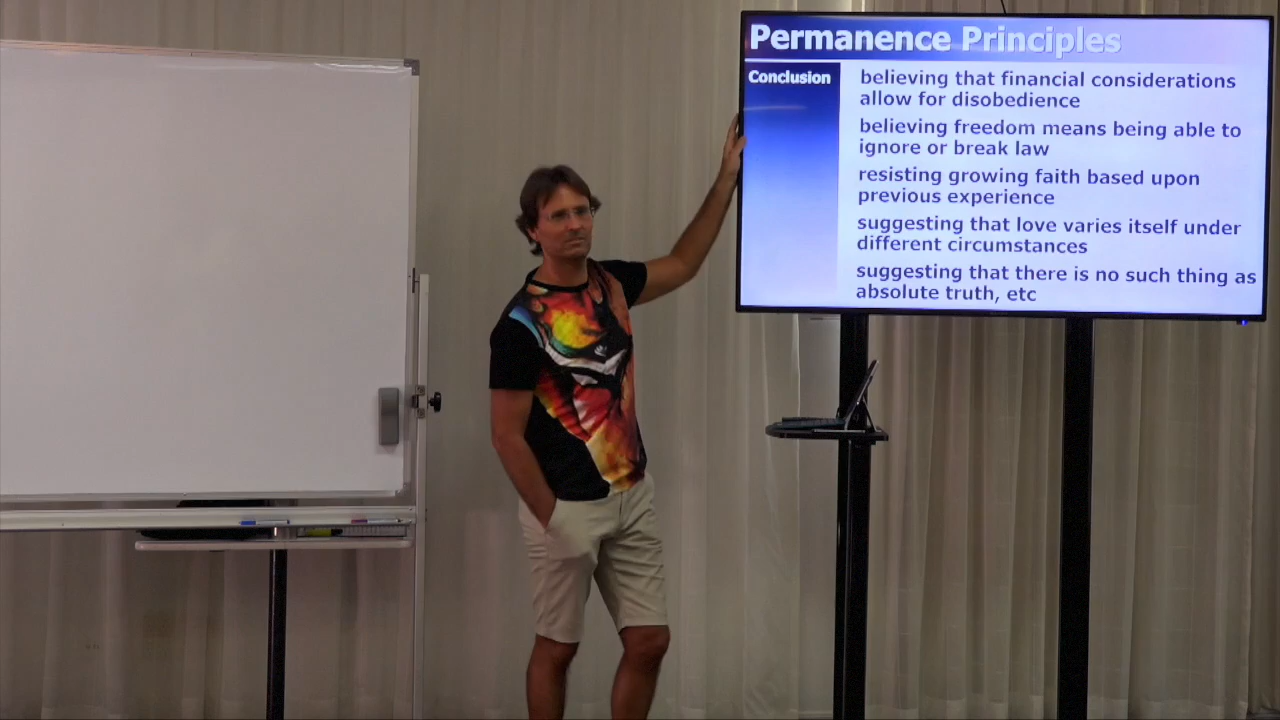 Permanence Principles
Conclusion
believing that financial considerations
allow for disobedience
believing freedom means being able to
ignore or break law
resisting growing faith based upon
previous experience
suggesting that love varies itself under
different circumstances
suggesting that there is no such thing as
absolute truth, etc